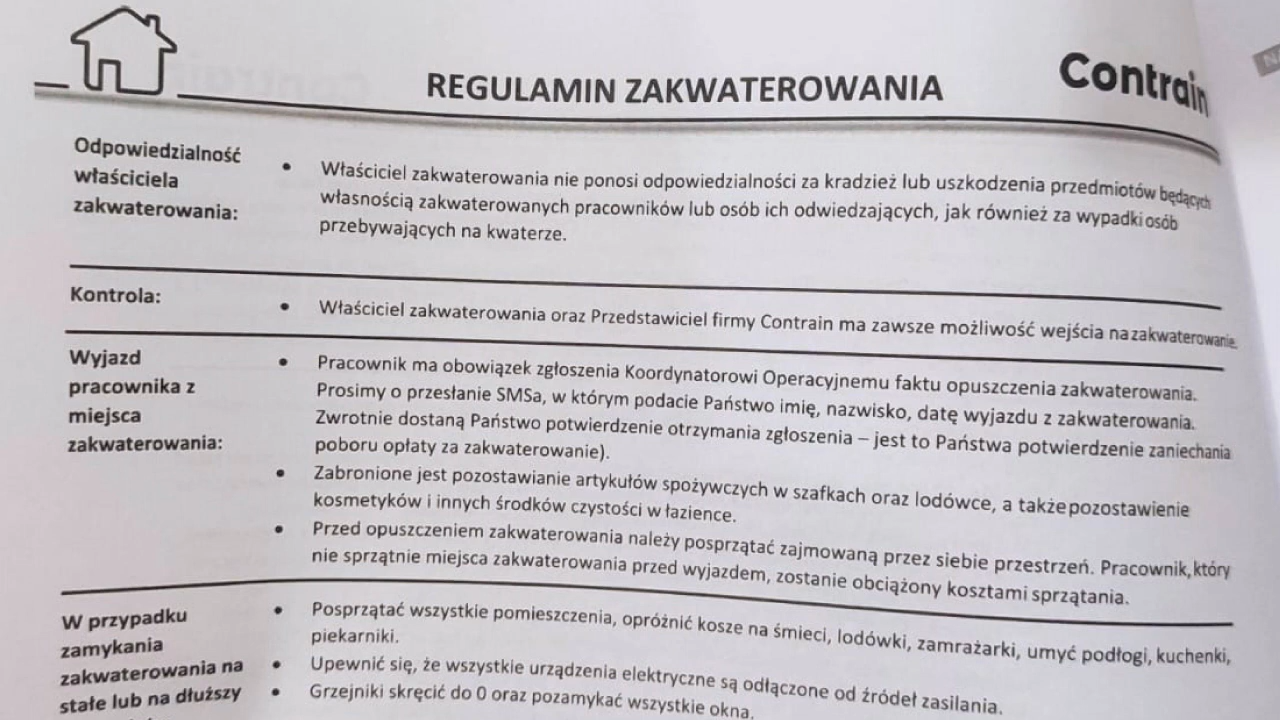 REGULAMIN ZAKWATEROWANIA
Contrain
Odpowiedzialność
właściciela
zakwaterowania:
• Właściciel zakwaterowania nie ponosi odpowiedzialności za kradzież lub uszkodzenia przedmiotów będących
własnością zakwaterowanych pracowników lub osób ich odwiedzających, jak również za wypadki osób
przebywających na kwaterze.
Kontrola:
• Właściciel zakwaterowania oraz Przedstawiciel firmy Contrain ma zawsze możliwość wejścia na zakwaterowanie.
Wyjazd
pracownika z
miejsca
zakwaterowania:
• Pracownik ma obowiązek zgłoszenia Koordynatorowi Operacyjnemu faktu opuszczenia zakwaterowania.
Prosimy o przesłanie SMSa, w którym podacie Państwo imię, nazwisko, datę wyjazdu z zakwaterowania.
Zwrotnie dostaną Państwo potwierdzenie otrzymania zgłoszenia – jest to Państwa potwierdzenie zaniechania
poboru opłaty za zakwaterowanie).
• Zabronione jest pozostawianie artykułów spożywczych w szafkach oraz lodówce, a także pozostawienie
kosmetyków i innych środków czystości w łazience.
• Przed opuszczeniem zakwaterowania należy posprzątać zajmowaną przez siebie przestrzeń. Pracownik, który
nie sprzątnie miejsca zakwaterowania przed wyjazdem, zostanie obciążony kosztami sprzątania.
W przypadku
zamykania
zakwaterowania na
stałe lub na dłuższy
• Posprzątać wszystkie pomieszczenia, opróżnić kosze na śmieci, lodówki, zamrażarki, umyć podłogi, kuchenki,
piekarniki.
• Upewnić się, że wszystkie urządzenia elektryczne są odłączone od źródeł zasilania.
• Grzejniki skręcić do 0 oraz pozamykać wszystkie okna.